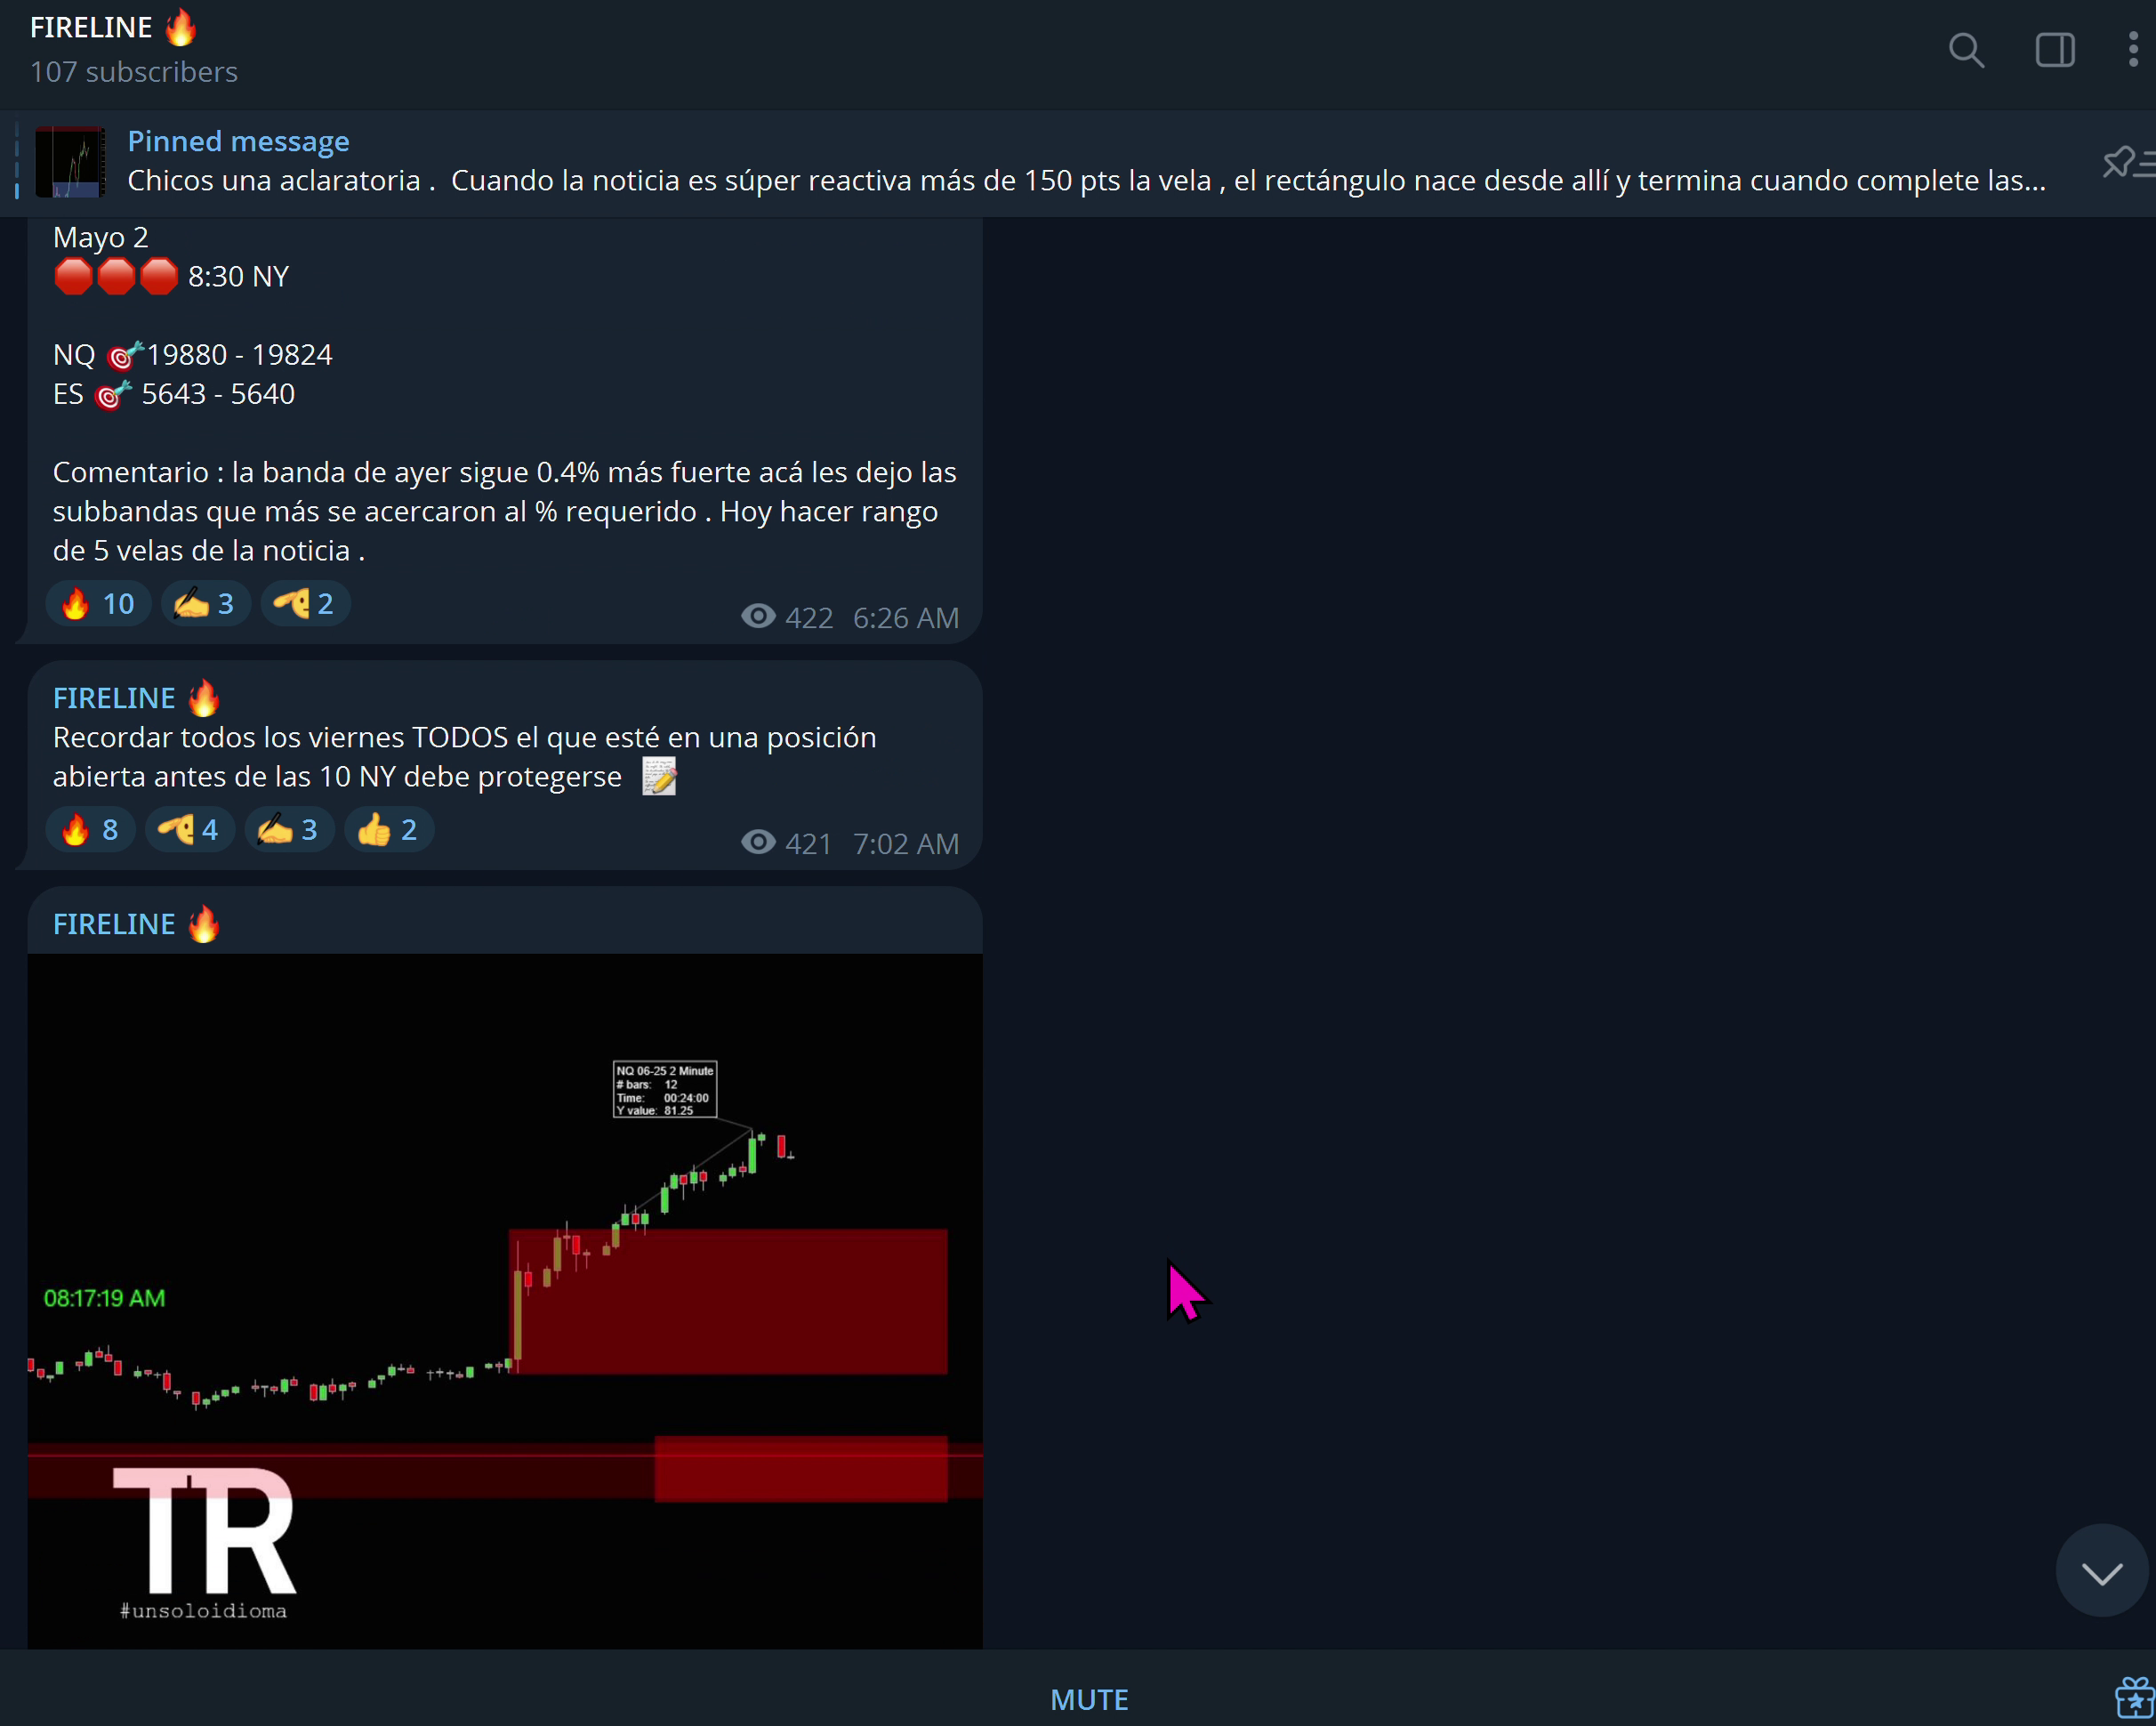 FIRELINE 🔥
107 subscribers
Pinned message
Chicos una aclaratoria . Cuando la noticia es súper reactiva más de 150 pts la vela , el rectángulo nace desde allí y termina cuando complete las...
Mayo 2
🛑🛑🛑 8:30 NY
NQ 🎯19880 - 19824
ES 🎯 5643 - 5640
Comentario : la banda de ayer sigue 0.4% más fuerte acá les dejo las
subbandas que más se acercaron al % requerido . Hoy hacer rango
de 5 velas de la noticia .
🔥 10 ✍️ 3 🫡 2
422 6:26 AM
FIRELINE 🔥
Recordar todos los viernes TODOS el que esté en una posición
abierta antes de las 10 NY debe protegerse 📝
🔥 8 🫡 4 ✍️ 3 👍 2
421 7:02 AM
FIRELINE 🔥
NQ 06-25 2 Minute
# bars: 12
Time: 00:24:00
Y value: 81.25
08:17:19 AM
TR
#unsoloidioma
MUTE